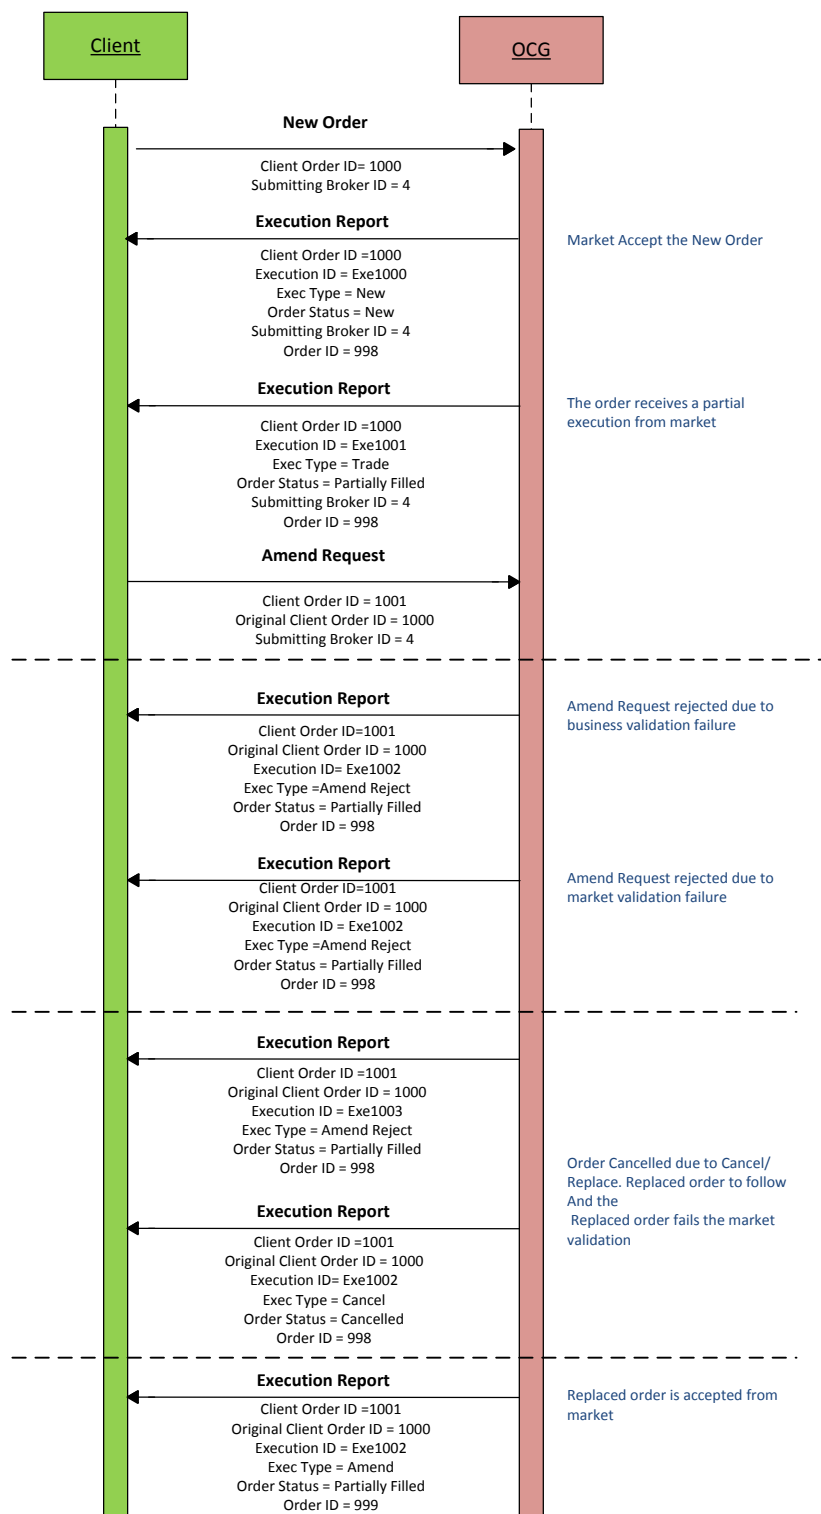 Client
OCG
New Order
Client Order ID= 1000
Submitting Broker ID = 4
Execution Report
Market Accept the New Order
Client Order ID =1000
Execution ID = Exe1000
Exec Type = New
Order Status = New
Submitting Broker ID = 4
Order ID = 998
Execution Report
The order receives a partial
execution from market
Client Order ID =1000
Execution ID = Exe1001
Exec Type = Trade
Order Status = Partially Filled
Submitting Broker ID = 4
Order ID = 998
Amend Request
Client Order ID = 1001
Original Client Order ID = 1000
Submitting Broker ID = 4
Execution Report
Amend Request rejected due to
business validation failure
Client Order ID=1001
Original Client Order ID = 1000
Execution ID= Exe1002
Exec Type =Amend Reject
Order Status = Partially Filled
Order ID = 998
Execution Report
Amend Request rejected due to
market validation failure
Client Order ID=1001
Original Client Order ID = 1000
Execution ID = Exe1002
Exec Type =Amend Reject
Order Status = Partially Filled
Order ID = 998
Execution Report
Client Order ID =1001
Original Client Order ID = 1000
Execution ID = Exe1003
Exec Type = Amend Reject
Order Status = Partially Filled
Order ID = 998
Order Cancelled due to Cancel/
Replace. Replaced order to follow
And the
Replaced order fails the market
validation
Execution Report
Client Order ID =1001
Original Client Order ID = 1000
Execution ID= Exe1002
Exec Type = Cancel
Order Status = Cancelled
Order ID = 998
Execution Report
Replaced order is accepted from
market
Client Order ID =1001
Original Client Order ID = 1000
Execution ID = Exe1002
Exec Type = Amend
Order Status = Partially Filled
Order ID = 999